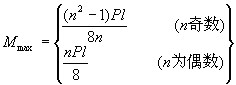 M_max = { (n² − 1)Pl / 8n (n奇数)
nPl / 8 (n为偶数) }